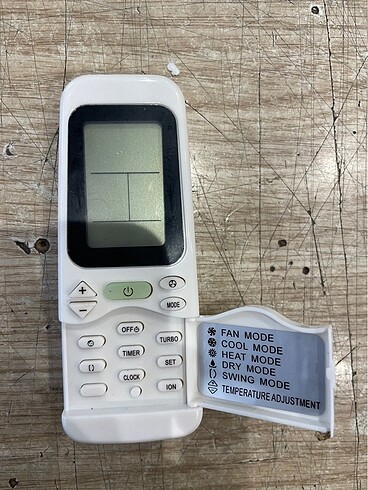 +
−
MODE
OFF
TURBO
TIMER
SET
CLOCK
ION
FAN MODE
COOL MODE
HEAT MODE
DRY MODE
SWING MODE
TEMPERATURE ADJUSTMENT